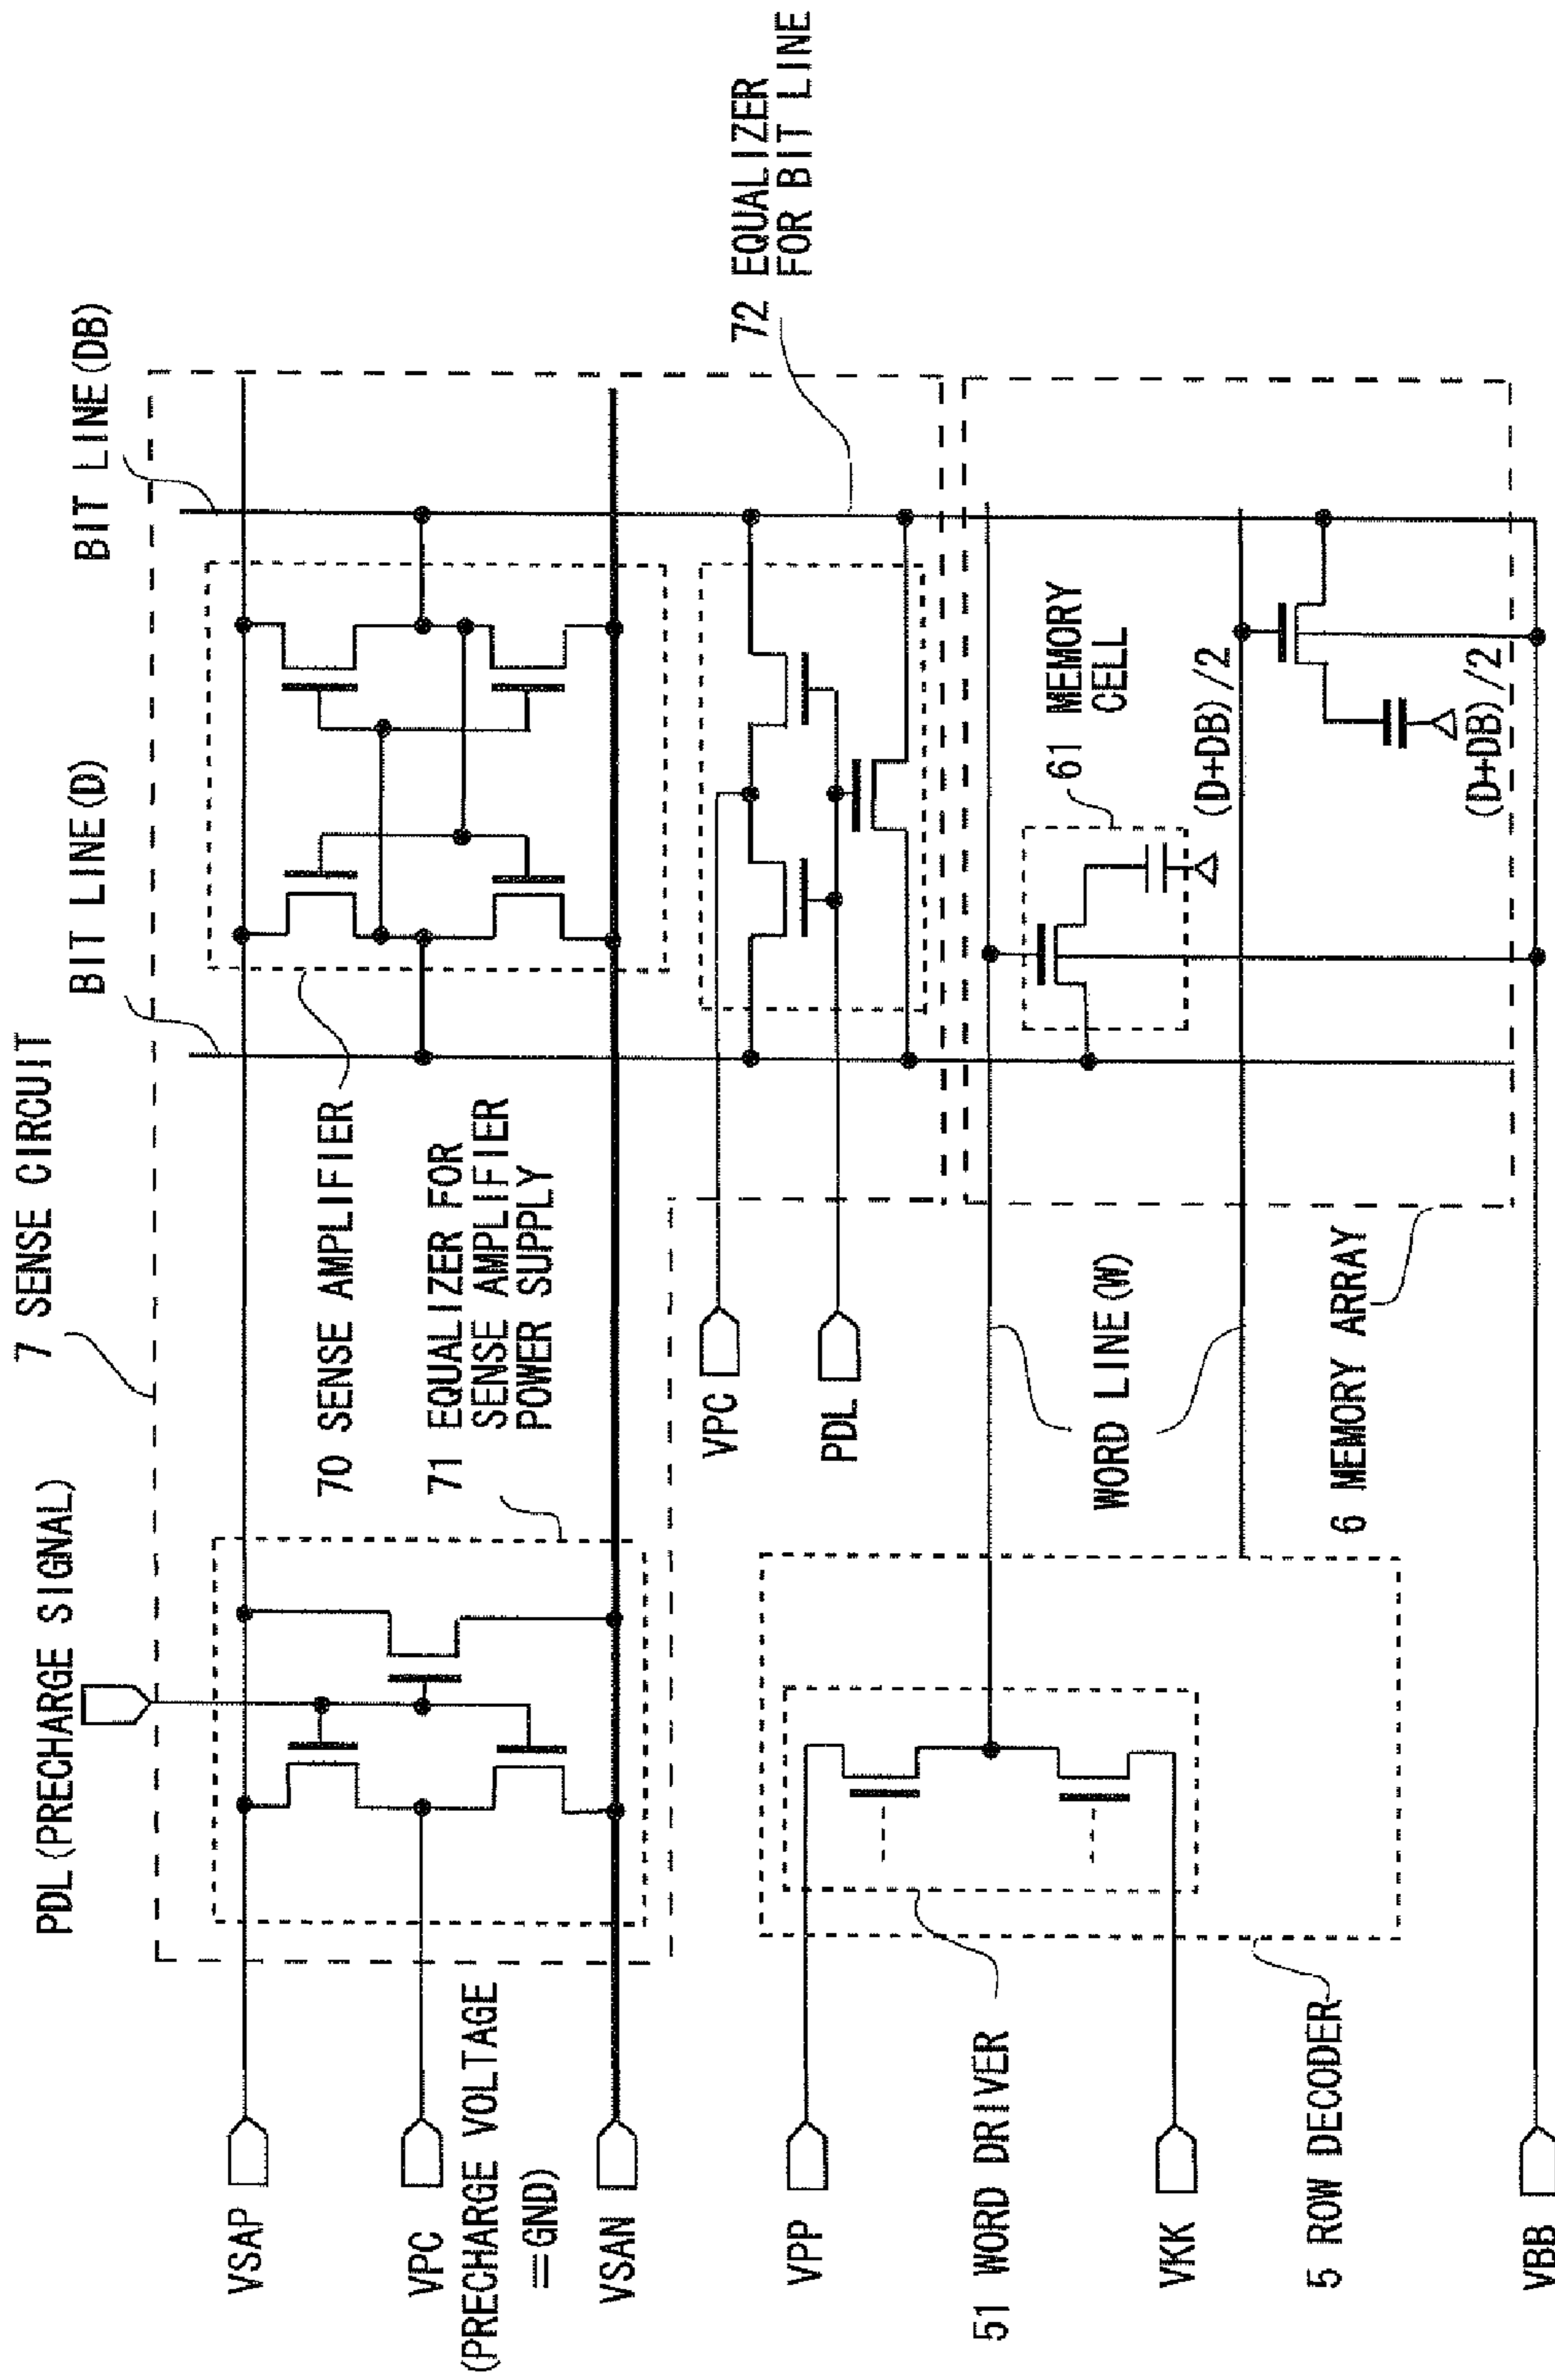 7 SENSE CIRCUIT
BIT LINE(D)
BIT LINE(DB)
PDL(PRECHARGE SIGNAL)
70 SENSE AMPLIFIER
71 EQUALIZER FOR
SENSE AMPLIFIER
POWER SUPPLY
72 EQUALIZER
FOR BIT LINE
VSAP
VPC
(PRECHARGE VOLTAGE
=GND)
VSAN
VPC
PDL
61 MEMORY
CELL
(D+DB)/2
(D+DB)/2
WORD LINE(W)
6 MEMORY ARRAY
VPP
51 WORD DRIVER
VKK
5 ROW DECODER
VBB